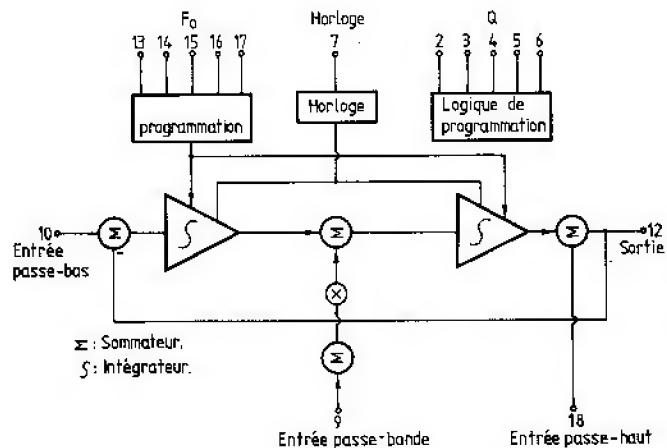 Fo Horloge Q
13 14 15 16 17 7 2 3 4 5 6
programmation
Horloge
Logique de
programmation
10
Entrée
passe-bas
Σ
-
∫
Σ
∫
Σ
12
Sortie
×
Σ
Σ : Sommateur.
∫ : Intégrateur.
9
Entrée passe-bande
18
Entrée passe-haut